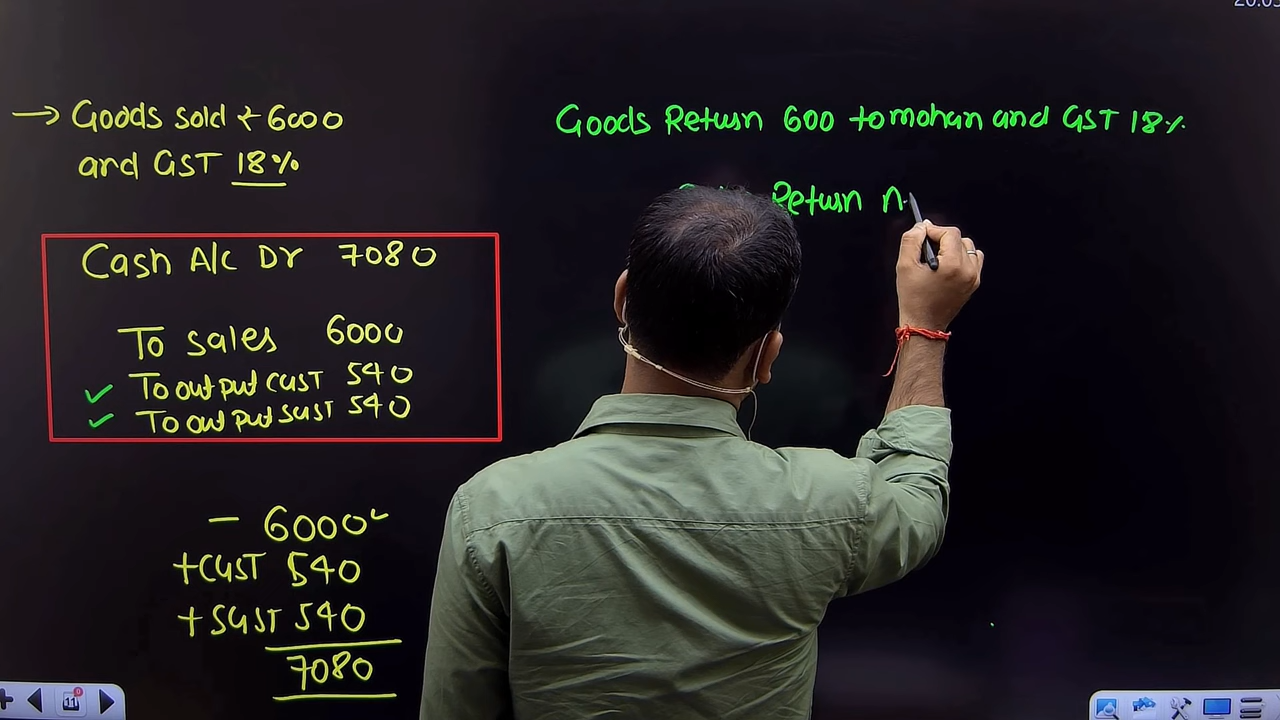 → Goods sold ₹ 6000
and GST 18%
Cash A/c Dr 7080
To sales 6000
✓ To output CGST 540
✓ To output SGST 540
- 6000
+CGST 540
+SGST 540
7080
Goods Return 600 to mohan and GST 18%
Return
11